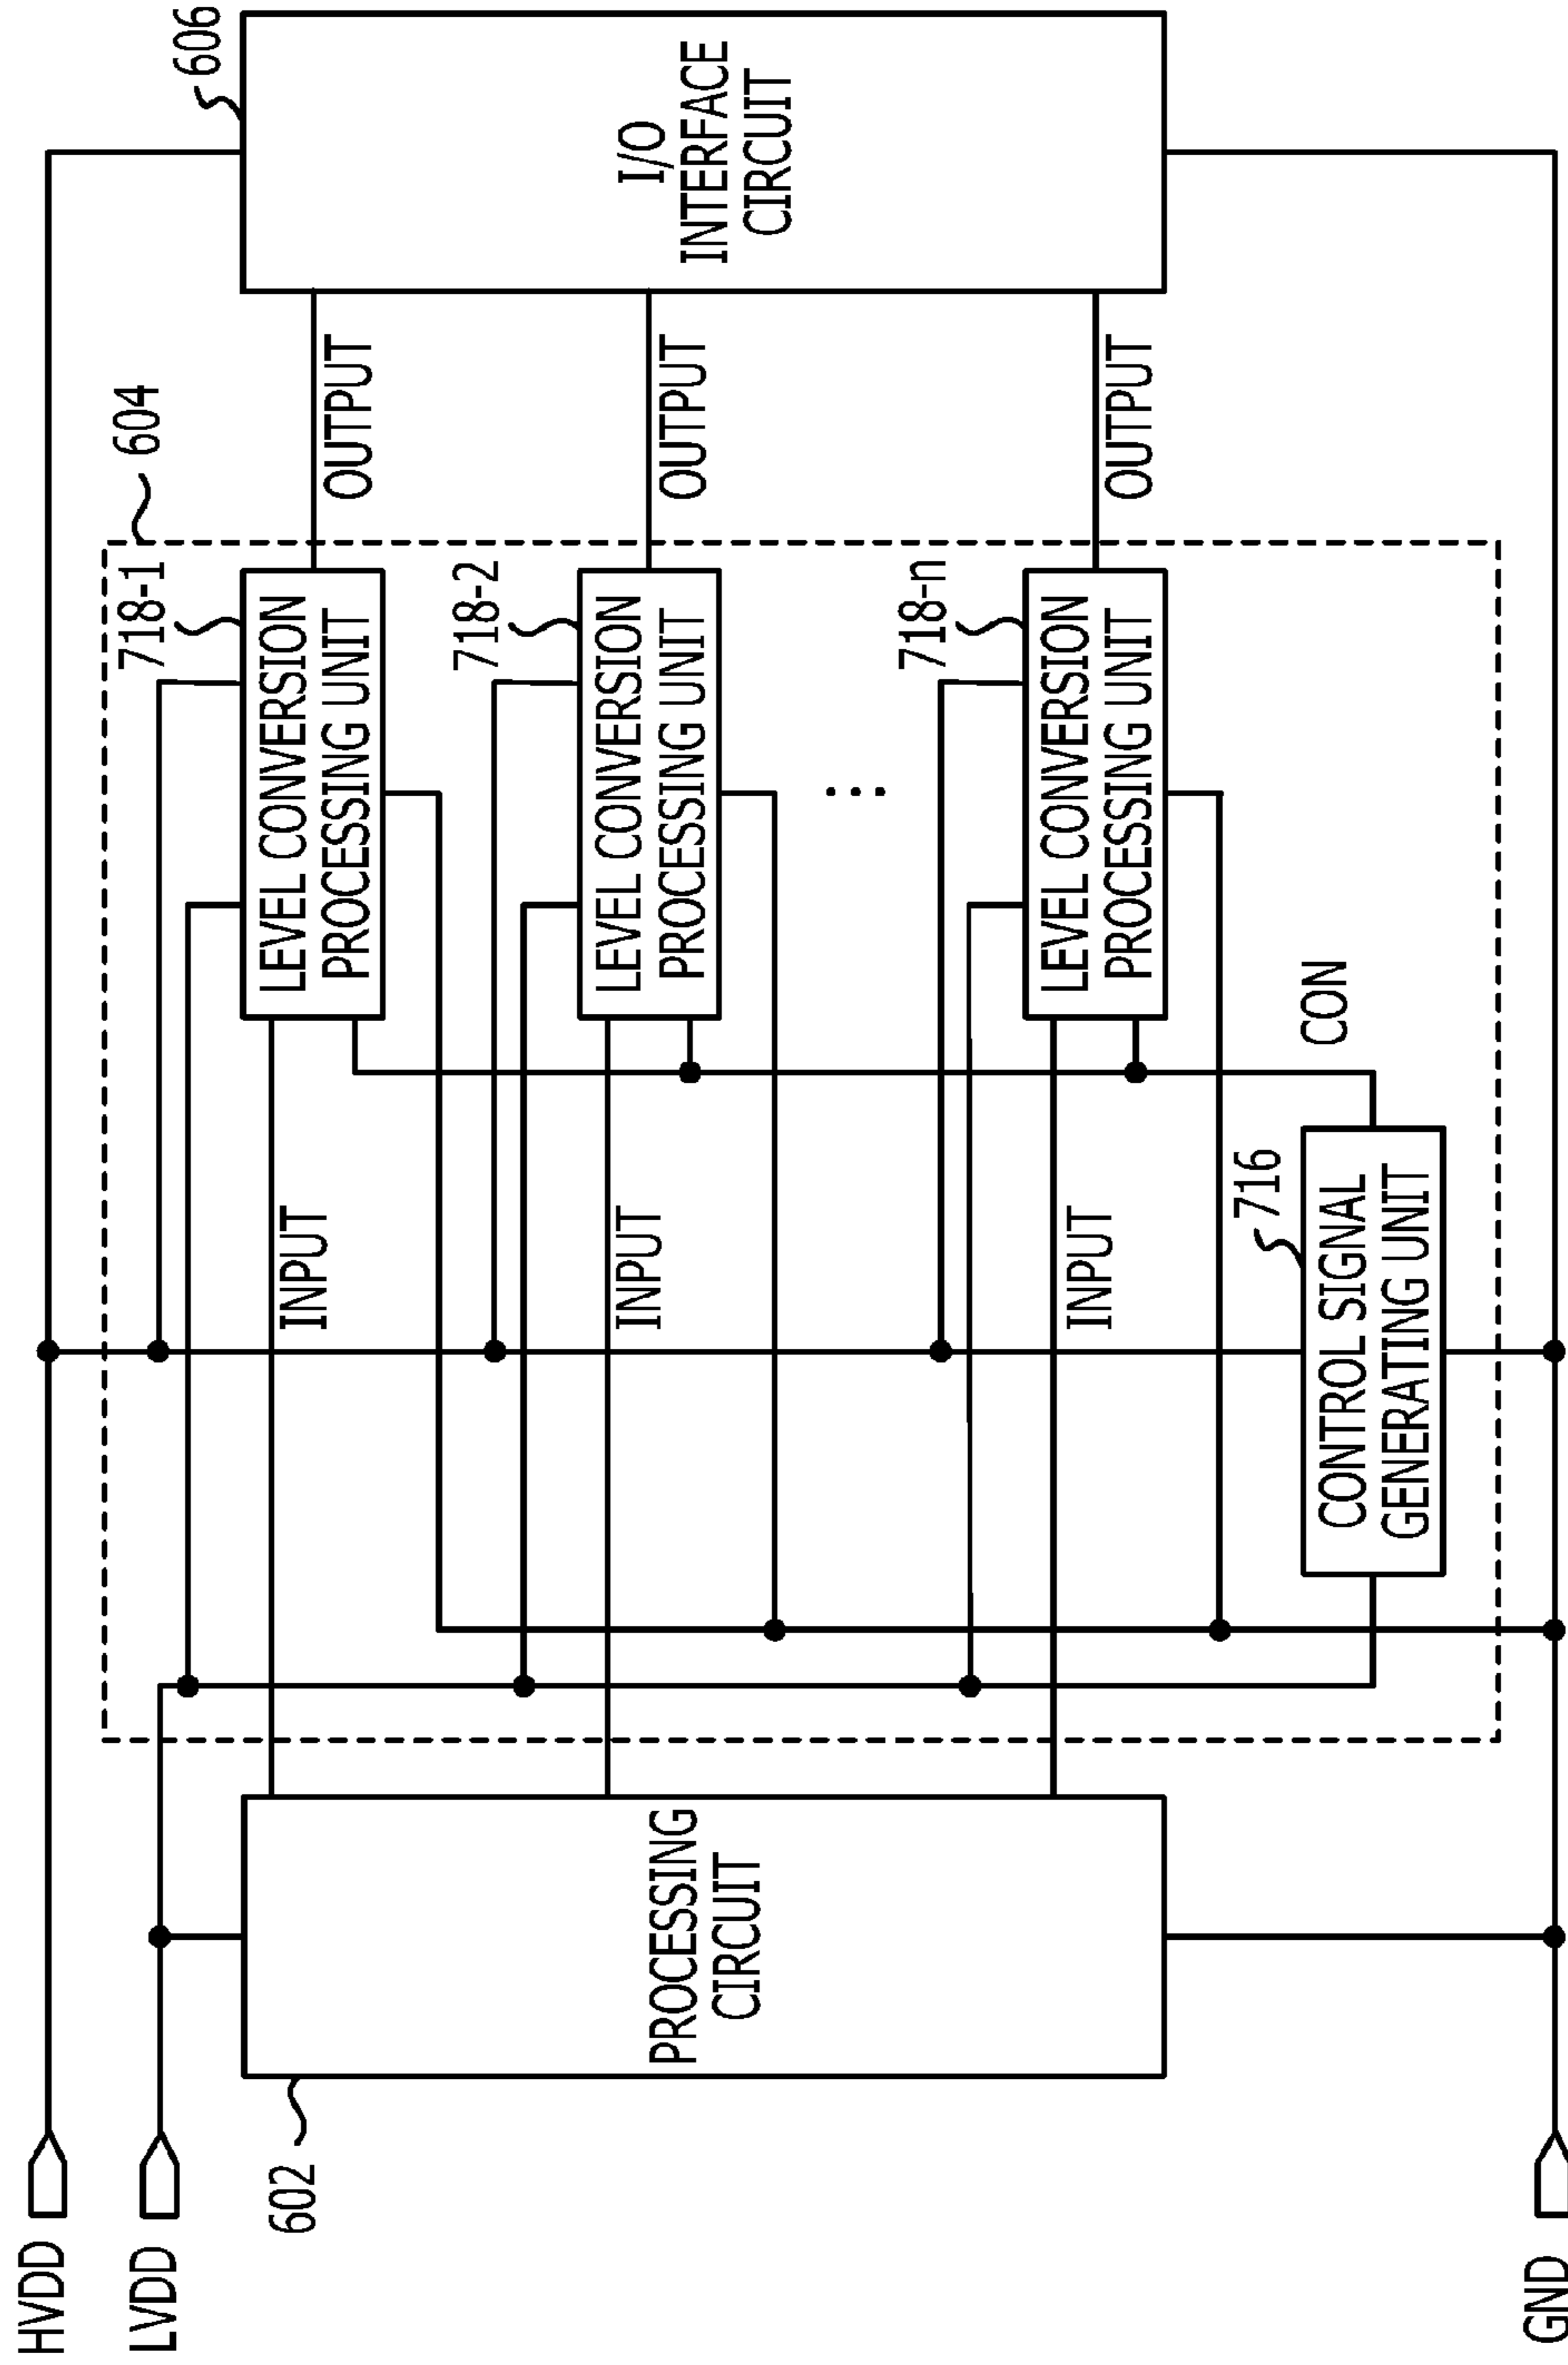 HVDD
LVDD
GND
602
PROCESSING
CIRCUIT
604
718-1
LEVEL CONVERSION
PROCESSING UNIT
INPUT
OUTPUT
718-2
LEVEL CONVERSION
PROCESSING UNIT
INPUT
OUTPUT
...
718-n
LEVEL CONVERSION
PROCESSING UNIT
INPUT
OUTPUT
716
CONTROL SIGNAL
GENERATING UNIT
CON
606
I/O
INTERFACE
CIRCUIT